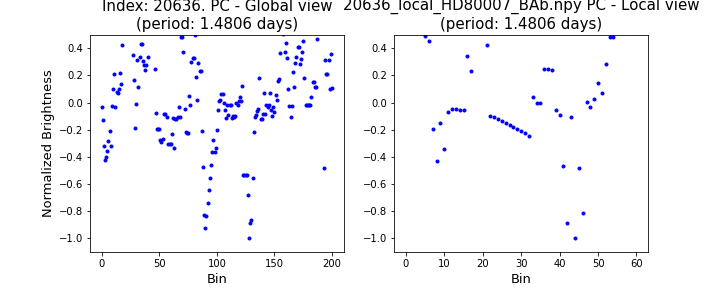 Index: 20636. PC - Global view
(period: 1.4806 days)
20636_local_HD80007_BAb.npy PC - Local view
(period: 1.4806 days)
Normalized Brightness
0.4
0.2
0.0
−0.2
−0.4
−0.6
−0.8
−1.0
0 50 100 150 200
Bin
0.4
0.2
0.0
−0.2
−0.4
−0.6
−0.8
−1.0
0 10 20 30 40 50 60
Bin